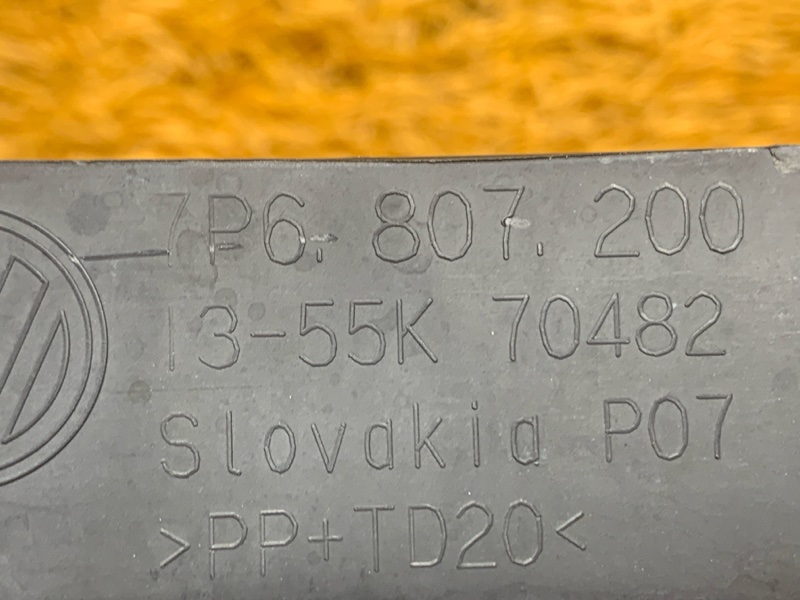 7P6. 807. 200
13-55K 70482
Slovakia P07
>PP+TD20<